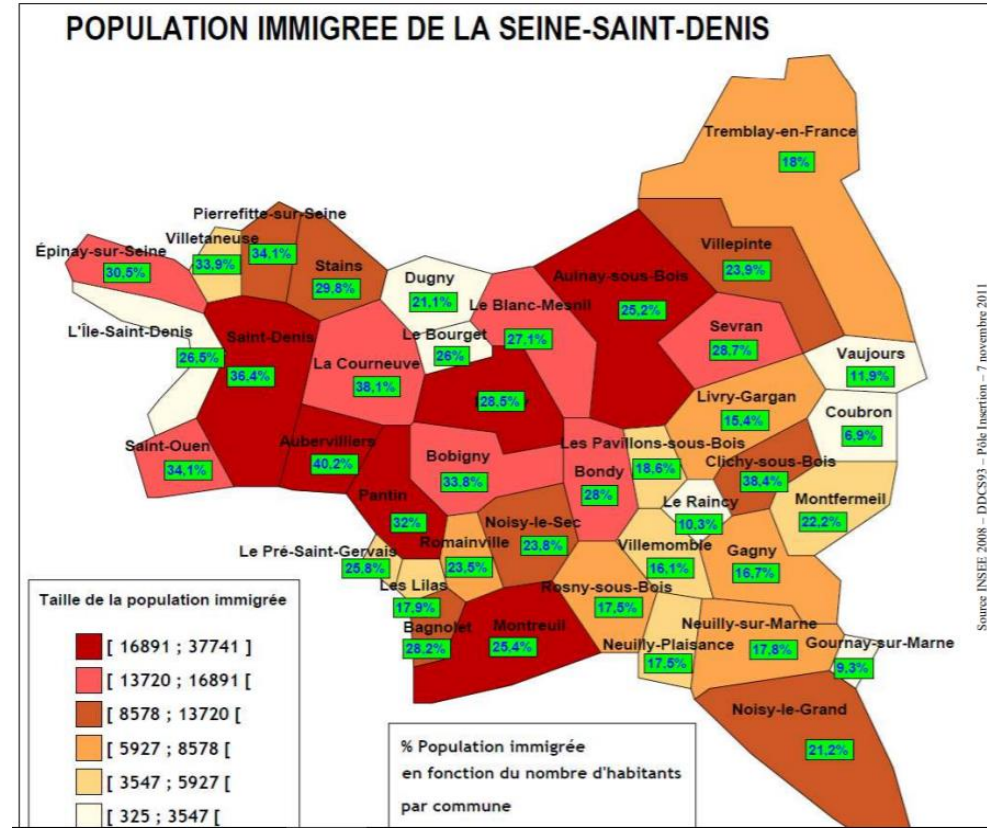 POPULATION IMMIGREE DE LA SEINE-SAINT-DENIS
Tremblay-en-France
18%
Pierrefitte-sur-Seine
34,1%
Villetaneuse
33,9%
Épinay-sur-Seine
30,5%
Stains
29,8%
Villepinte
23,9%
Dugny
21,1%
Aulnay-sous-Bois
25,2%
Le Blanc-Mesnil
27,1%
L'Île-Saint-Denis
26,5%
Saint-Denis
36,4%
Le Bourget
26%
Sevran
28,7%
La Courneuve
38,1%
Vaujours
11,9%
28,5%
Livry-Gargan
15,4%
Coubron
6,9%
Saint-Ouen
34,1%
Aubervilliers
40,2%
Bobigny
33,8%
Les Pavillons-sous-Bois
18,6%
Bondy
28%
Clichy-sous-Bois
38,4%
Pantin
32%
Le Raincy
10,3%
Montfermeil
22,2%
Noisy-le-Sec
23,8%
Romainville
23,5%
Villemomble
16,1%
Gagny
16,7%
Le Pré-Saint-Gervais
25,8%
Les Lilas
17,9%
Rosny-sous-Bois
17,5%
Bagnolet
28,2%
Montreuil
25,4%
Neuilly-Plaisance
17,5%
Neuilly-sur-Marne
17,8%
Gournay-sur-Marne
9,3%
Noisy-le-Grand
21,2%
Taille de la population immigrée
[ 16891 ; 37741 ]
[ 13720 ; 16891 [
[ 8578 ; 13720 [
[ 5927 ; 8578 [
[ 3547 ; 5927 [
[ 325 ; 3547 [
% Population immigrée
en fonction du nombre d'habitants
par commune
Source INSEE 2008 – DDCS93 – Pôle Insertion – 7 novembre 2011